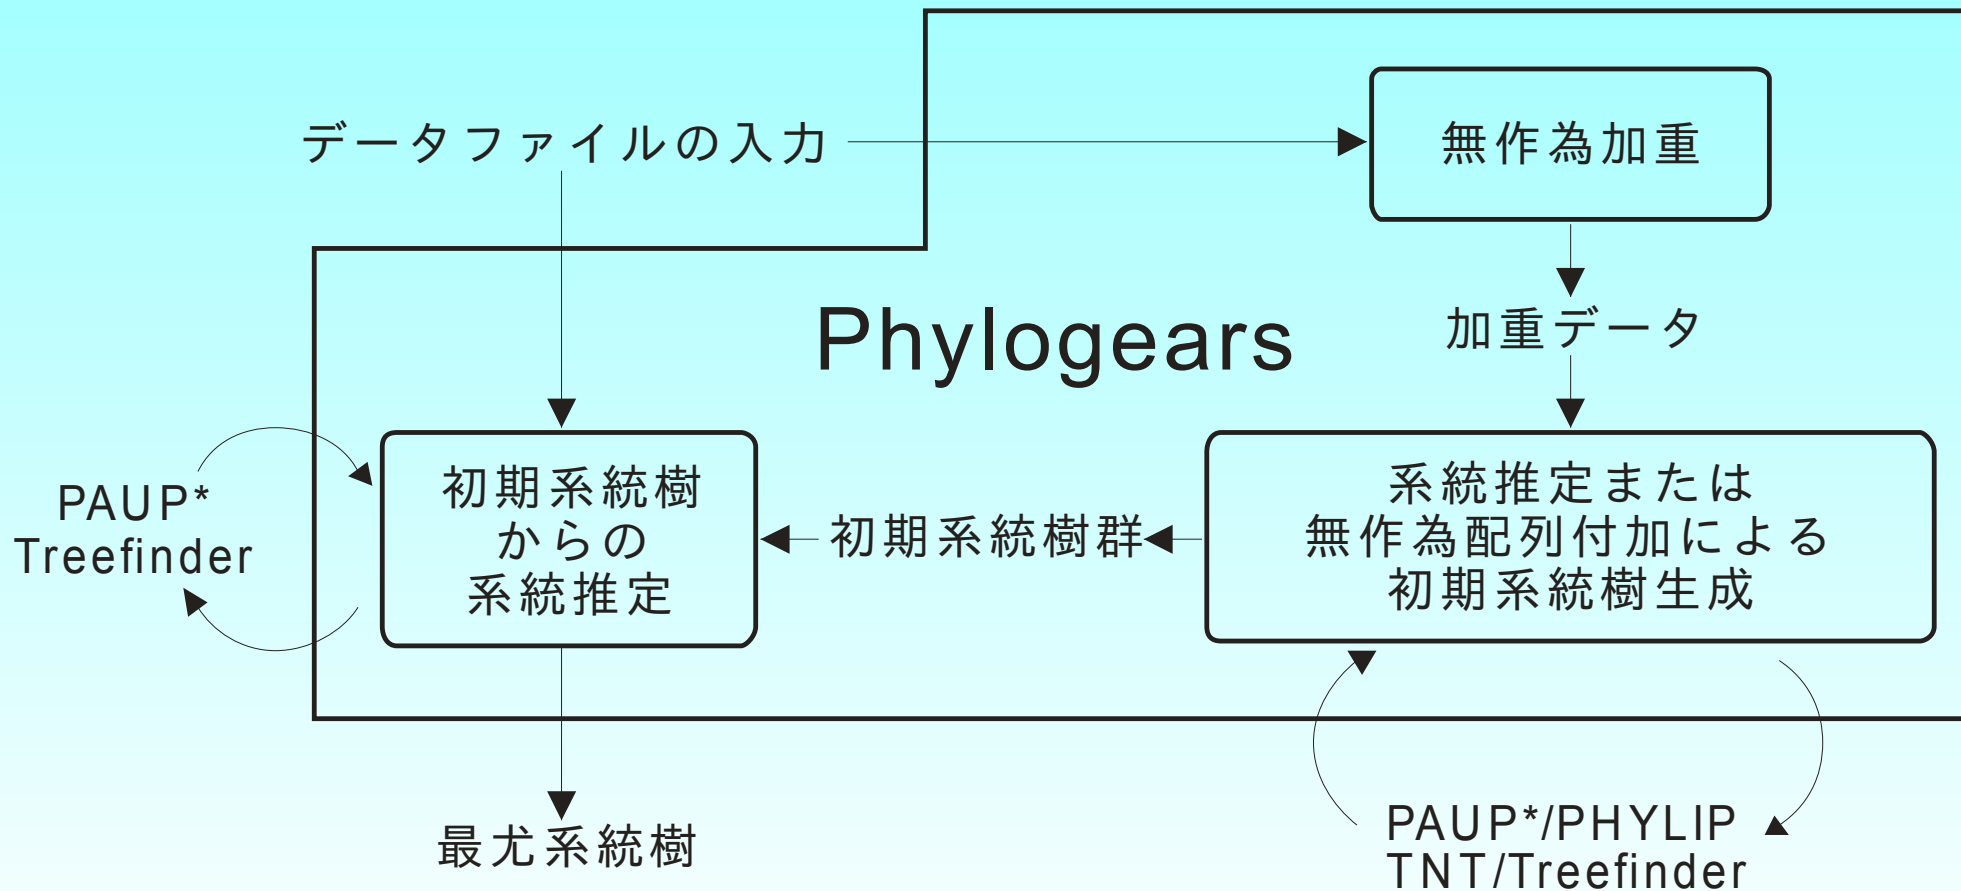 データファイルの入力
無作為加重
Phylogears
加重データ
PAUP*
Treefinder
初期系統樹
からの
系統推定
初期系統樹群
系統推定または
無作為配列付加による
初期系統樹生成
最尤系統樹
PAUP*/PHYLIP
TNT/Treefinder